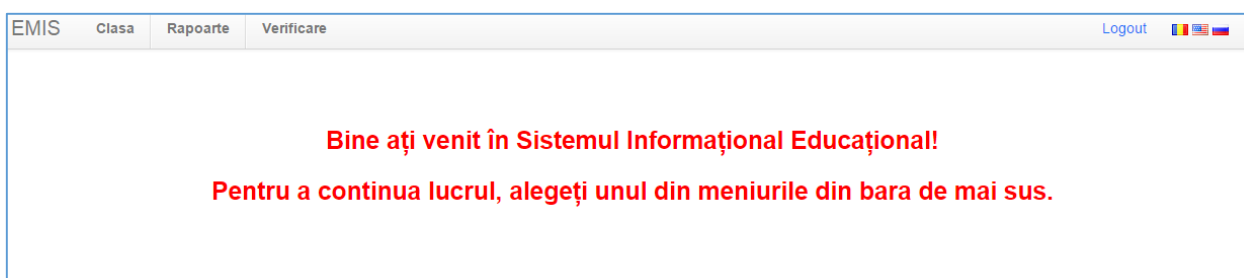 EMIS Clasa Rapoarte Verificare Logout
Bine ați venit în Sistemul Informațional Educațional!
Pentru a continua lucrul, alegeți unul din meniurile din bara de mai sus.